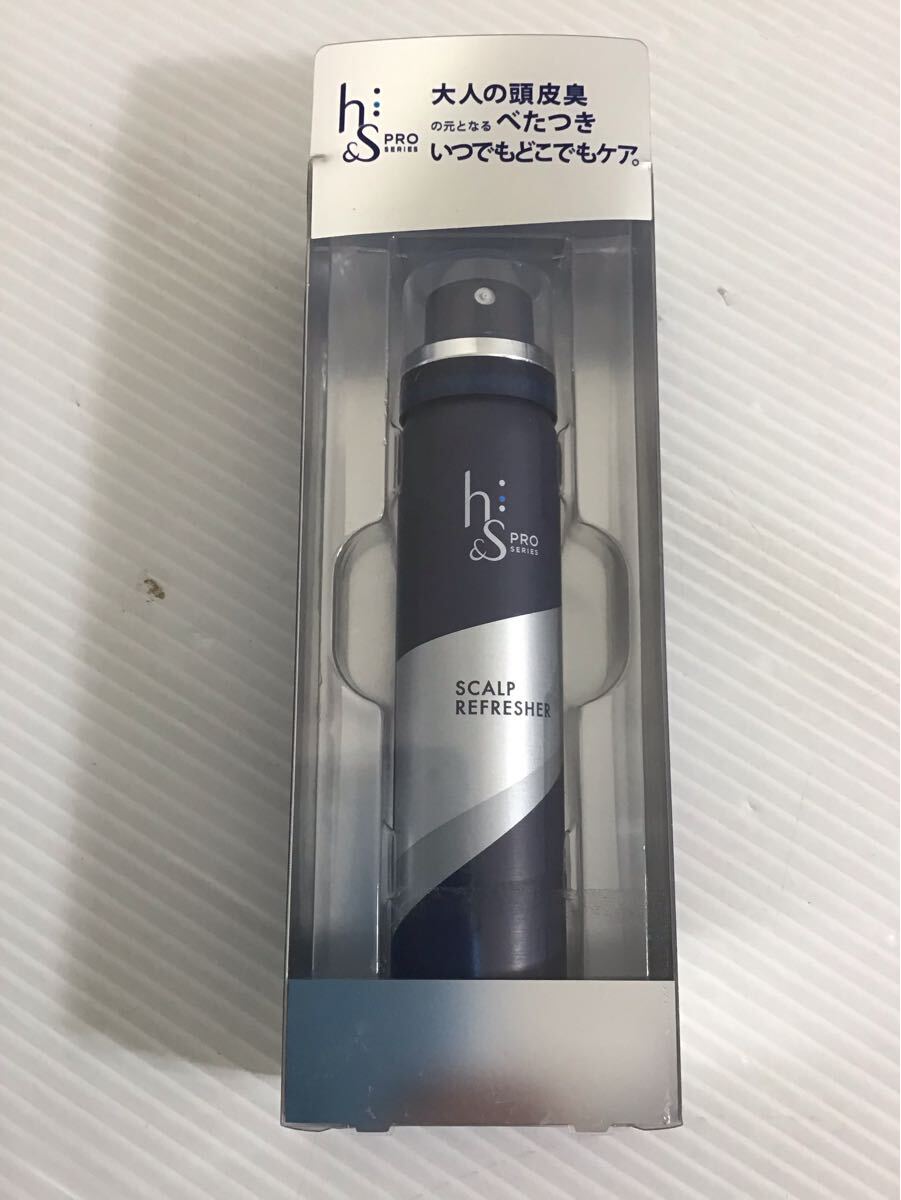 h&S PRO SERIES
大人の頭皮臭
の元となるべたつき
いつでもどこでもケア。
h&S PRO SERIES
SCALP
REFRESHER